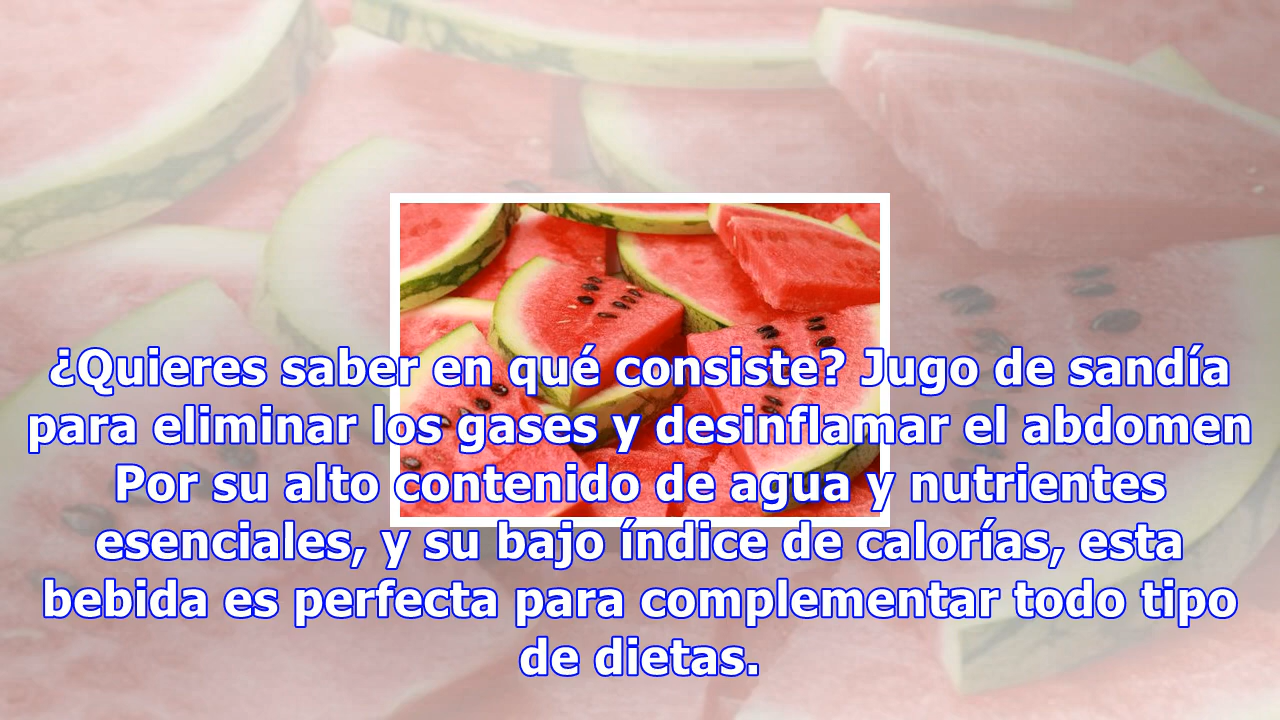 ¿Quieres saber en qué consiste? Jugo de sandía
para eliminar los gases y desinflamar el abdomen
Por su alto contenido de agua y nutrientes
esenciales, y su bajo índice de calorías, esta
bebida es perfecta para complementar todo tipo
de dietas.